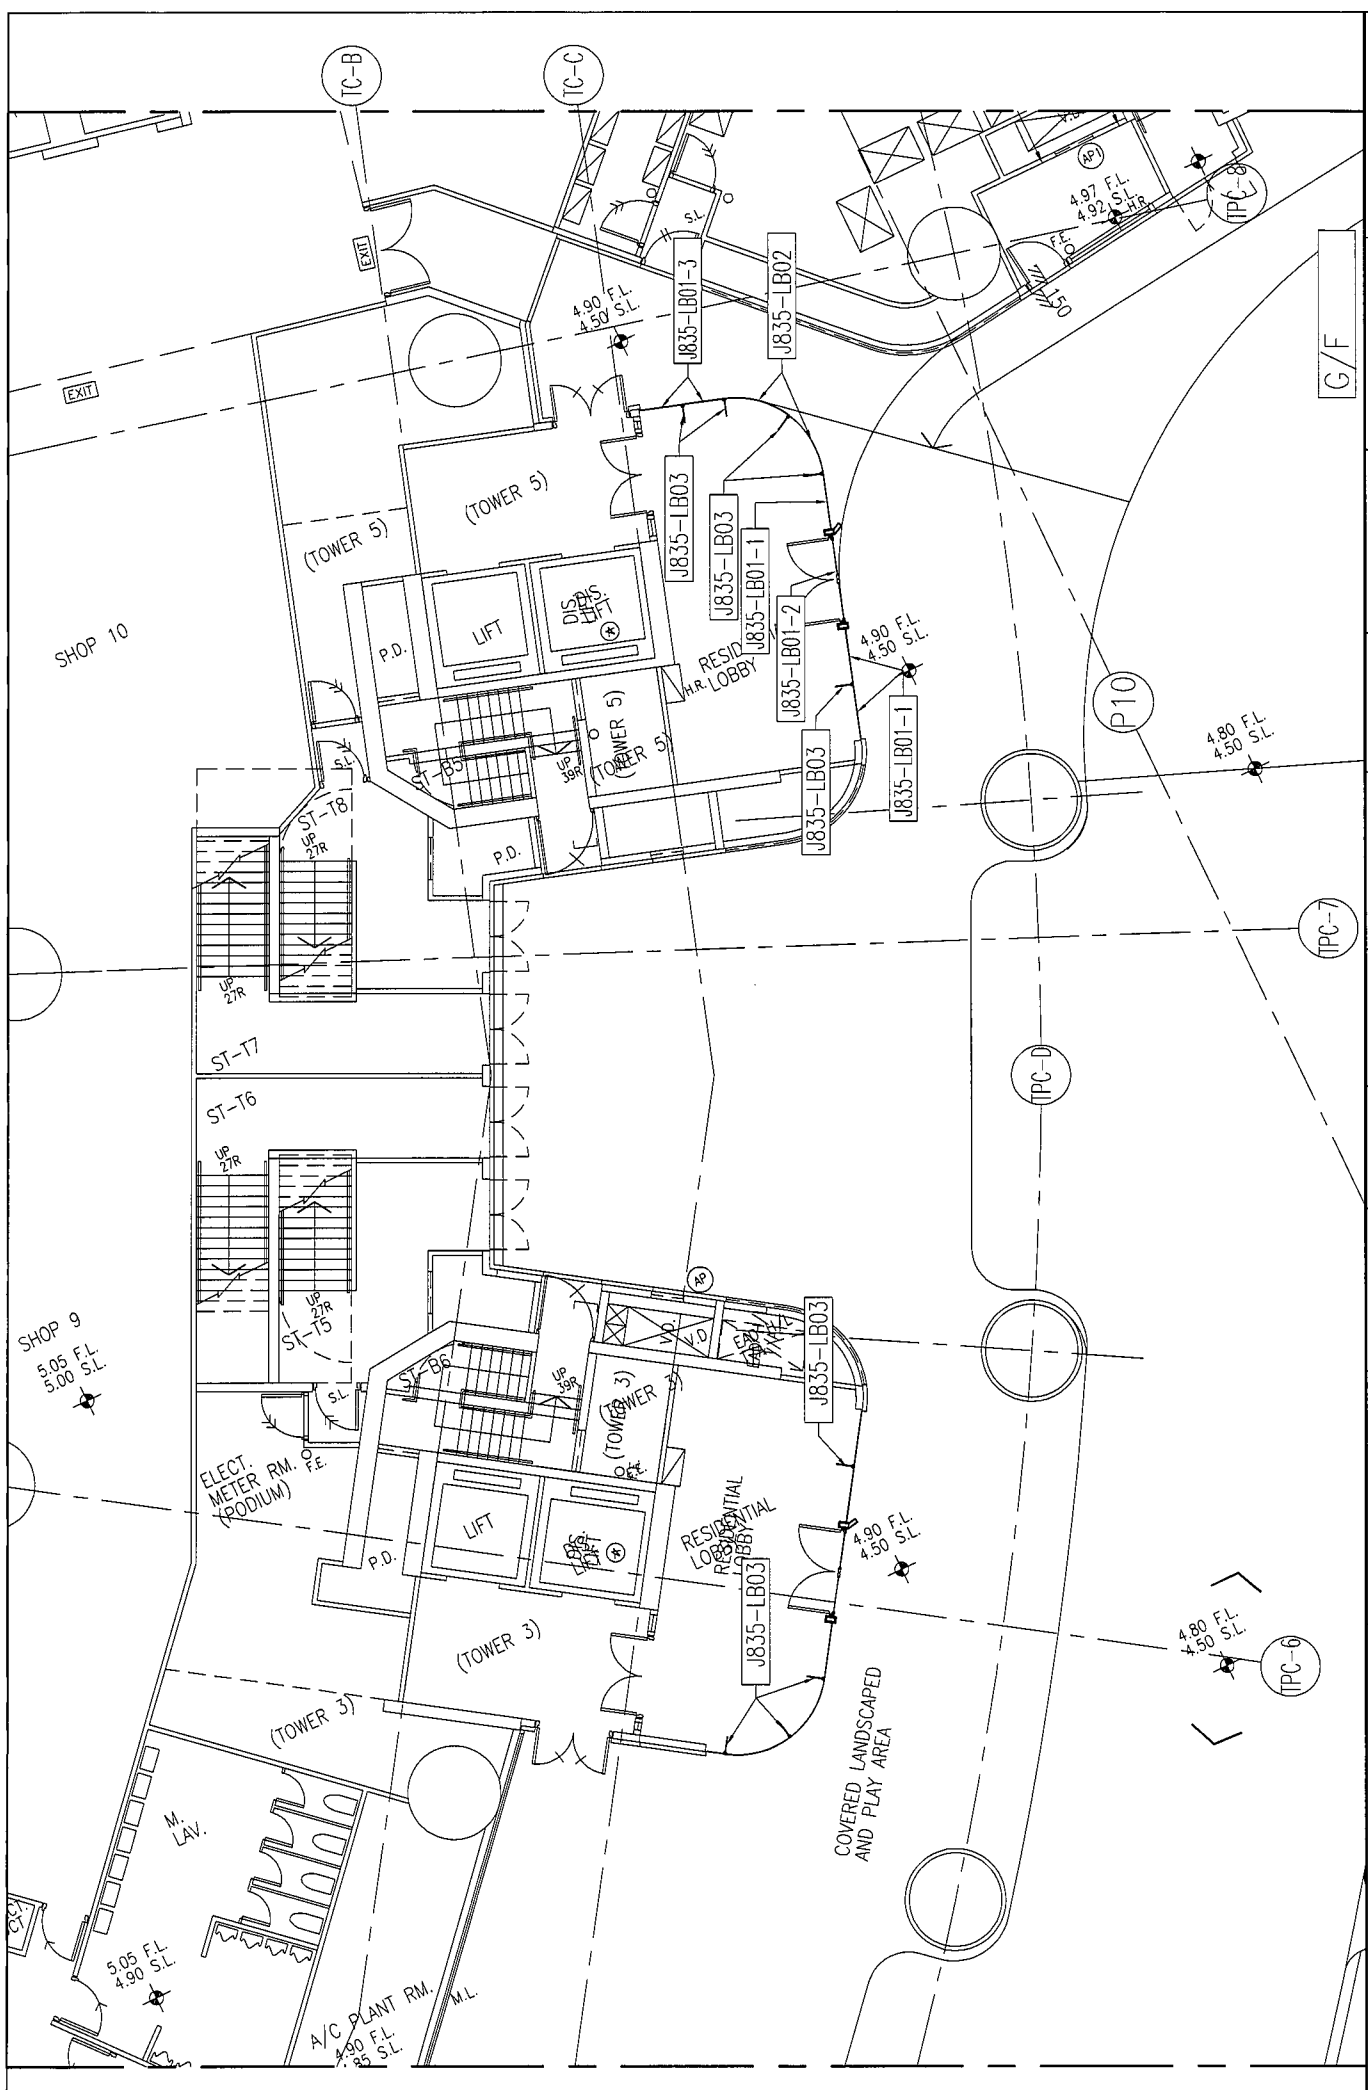 TC-B
TC-C
EXIT
EXIT
S.L.
AP1
4.97 F.L.
4.92 S.L.
H.R.
F.E.
TPC-8
150
G/F
4.90 F.L.
4.50 S.L.
J835-LB01-3
J835-LB02
J835-LB03
J835-LB03
J835-LB01-1
J835-LB01-2
J835-LB03
J835-LB01-1
SHOP 10
(TOWER 5)
(TOWER 5)
P.D.
LIFT
DIS.
LIFT
LOBBY
H.R.
4.90 F.L.
4.50 S.L.
(TOWER 5)
(TOWER 5)
S.L.
ST-B5
UP
39R
P10
4.80 F.L.
4.50 S.L.
ST-T8
UP
27R
P.D.
UP
27R
ST-T7
TPC-7
TPC-D
ST-T6
UP
27R
UP
27R
ST-T5
SHOP 9
5.05 F.L.
5.00 S.L.
AP
V.D.
V.D
J835-LB03
S.L.
ST-B6
UP
39R
(TOWER 3)
(TOWER 3)
ELECT.
METER RM.
(PODIUM)
F.E.
P.D.
LIFT
DIS.
LIFT
RESIDENTIAL
LOBBY
RESIDENTIAL
LOBBY
4.90 F.L.
4.50 S.L.
J835-LB03
(TOWER 3)
(TOWER 3)
4.80 F.L.
4.50 S.L.
TPC-6
COVERED LANDSCAPED
AND PLAY AREA
M.
LAV.
5.05 F.L.
4.90 S.L.
A/C PLANT RM.
4.90 F.L.
4.85 S.L.
M.L.